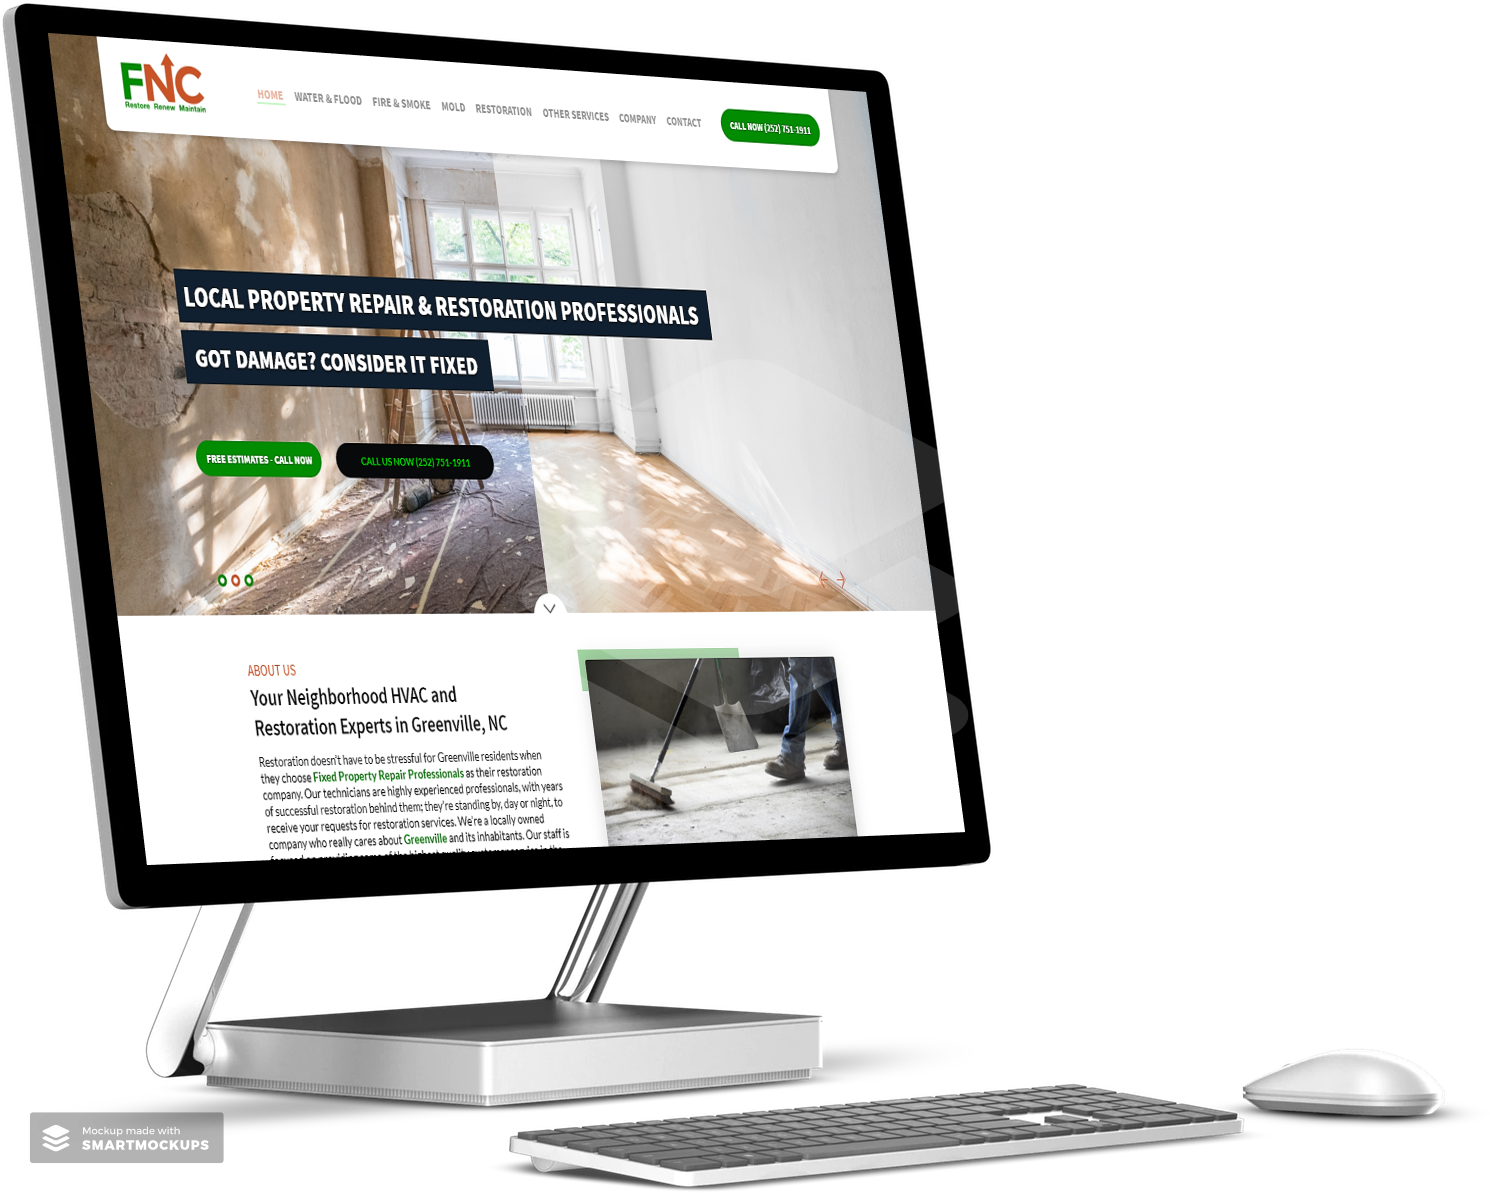 FNC
Restore Renew Maintain
HOME WATER & FLOOD FIRE & SMOKE MOLD RESTORATION OTHER SERVICES COMPANY CONTACT
CALL NOW (252) 751-1911
LOCAL PROPERTY REPAIR & RESTORATION PROFESSIONALS
GOT DAMAGE? CONSIDER IT FIXED
FREE ESTIMATES - CALL NOW
CALL US NOW (252) 751-1911
ABOUT US
Your Neighborhood HVAC and
Restoration Experts in Greenville, NC
Restoration doesn't have to be stressful for Greenville residents when
they choose Fixed Property Repair Professionals as their restoration
company. Our technicians are highly experienced professionals, with years
of successful restoration behind them; they're standing by, day or night, to
receive your requests for restoration services. We're a locally owned
company who really cares about Greenville and its inhabitants. Our staff is
Mockup made with
SMARTMOCKUPS